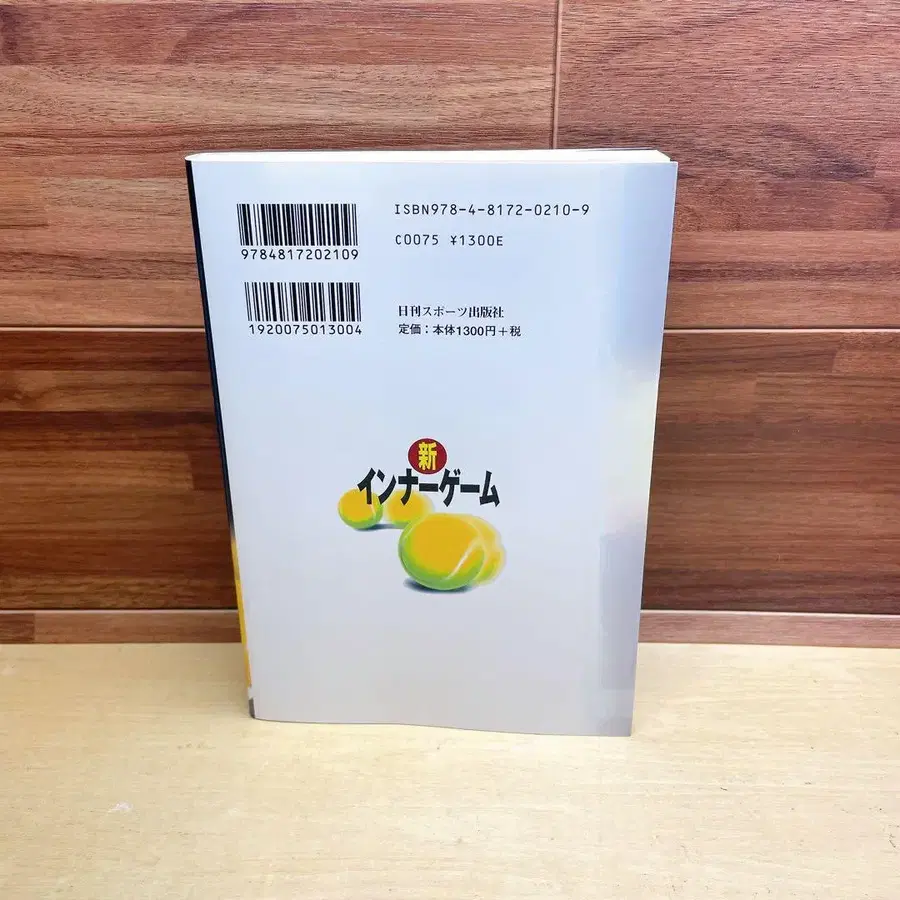 ISBN978-4-8172-0210-9
9784817202109
C0075 ¥1300E
1920075013004
日刊スポーツ出版社
定価：本体1300円＋税
新
インナーゲーム